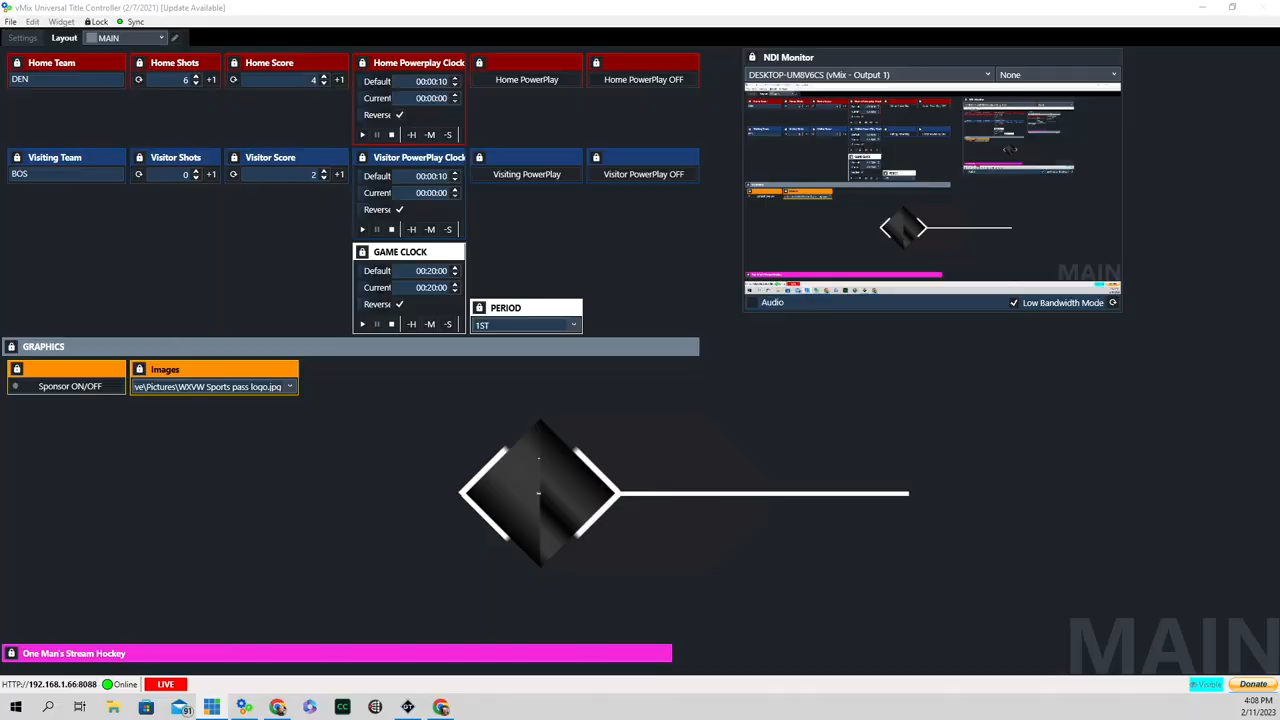 vMix Universal Title Controller (2/7/2021) [Update Available]
File Edit Widget Lock Sync
Settings Layout MAIN
Home Team Home Shots Home Score Home Powerplay Clock
DEN 6 +1 4 +1 Default 00:00:10 Home PowerPlay Home PowerPlay OFF
Current 00:00:00
Reverse
-H -M -S
Visiting Team Visitor Shots Visitor Score Visitor PowerPlay Clock
BOS 0 +1 2 +1 Default 00:00:10 Visiting PowerPlay Visitor PowerPlay OFF
Current 00:00:00
Reverse
-H -M -S
GAME CLOCK
Default 00:20:00
Current 00:20:00
Reverse PERIOD
-H -M -S 1ST
NDI Monitor
DESKTOP-UM8V6CS (vMix - Output 1) None
MAIN
Audio Low Bandwidth Mode
GRAPHICS
Images
Sponsor ON/OFF ve\Pictures\WXVW Sports pass logo.jpg
MAIN
One Man's Stream Hockey
HTTP://192.168.1.66:8088 Online LIVE Visible Donate
91
4:08 PM
2/11/2023